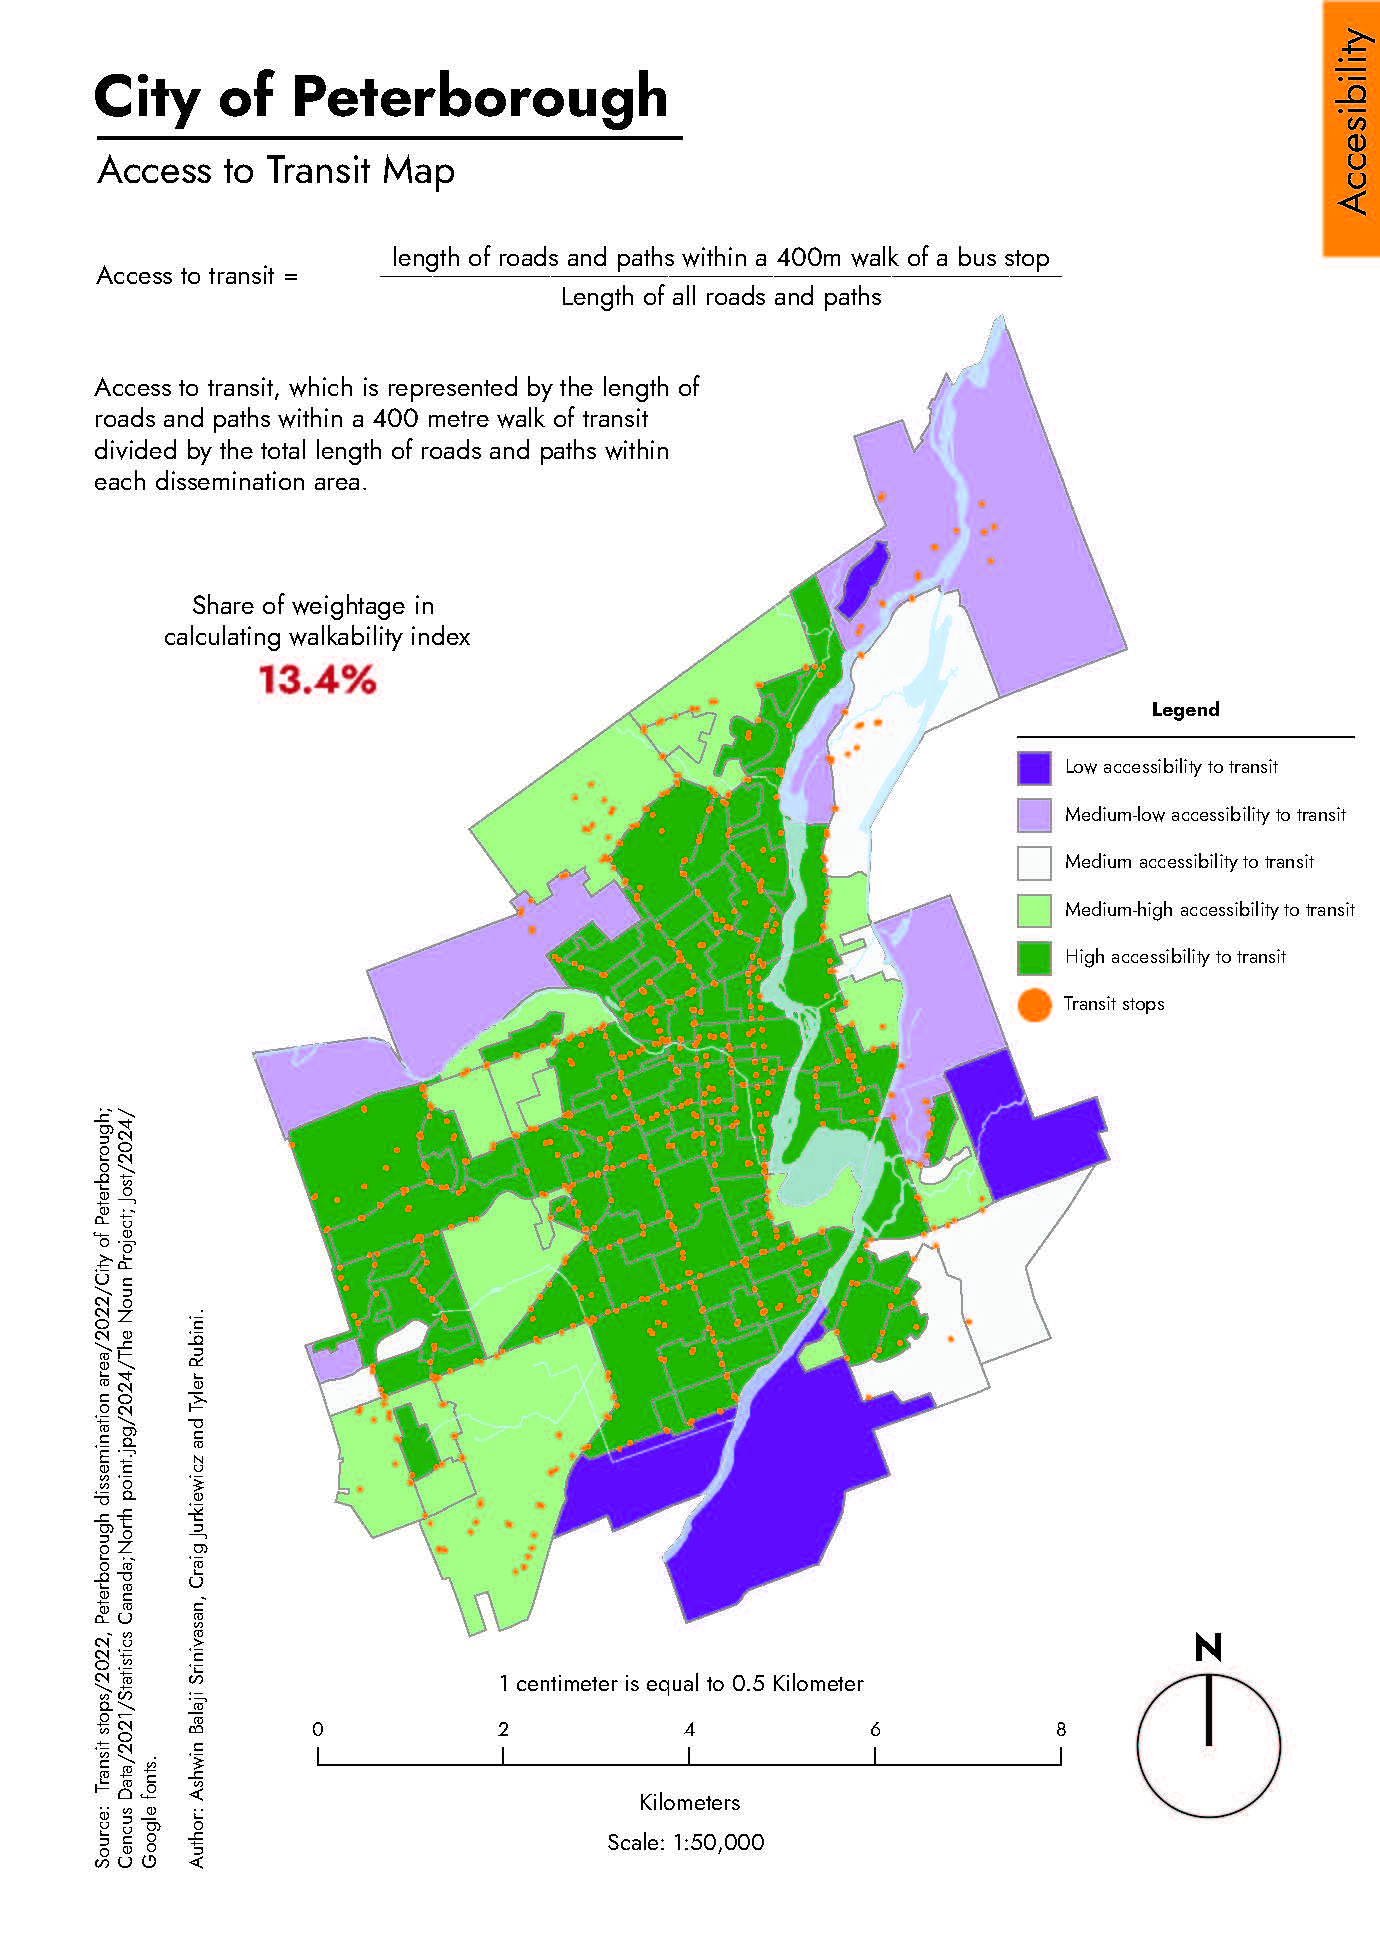 Accesibility
City of Peterborough
Access to Transit Map
Access to transit =
length of roads and paths within a 400m walk of a bus stop
Length of all roads and paths
Access to transit, which is represented by the length of
roads and paths within a 400 metre walk of transit
divided by the total length of roads and paths within
each dissemination area.
Share of weightage in
calculating walkability index
13.4%
Legend
Low accessibility to transit
Medium-low accessibility to transit
Medium accessibility to transit
Medium-high accessibility to transit
High accessibility to transit
Transit stops
Source: Transit stops/2022, Peterborough dissemination area/2022/City of Peterborough;
Cencus Data/2021/Statistics Canada;North point.jpg/2024/The Noun Project; Jost/2024/
Google fonts.
Author: Ashwin Balaji Srinivasan, Craig Jurkiewicz and Tyler Rubini.
1 centimeter is equal to 0.5 Kilometer
0 2 4 6 8
Kilometers
Scale: 1:50,000
N